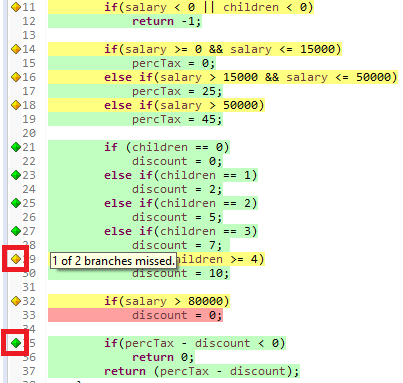 11 if(salary < 0 || children < 0)
12 return -1;
13
14 if(salary >= 0 && salary <= 15000)
15 percTax = 0;
16 else if(salary > 15000 && salary <= 50000)
17 percTax = 25;
18 else if(salary > 50000)
19 percTax = 45;
20
21 if (children == 0)
22 discount = 0;
23 else if(children == 1)
24 discount = 2;
25 else if(children == 2)
26 discount = 5;
27 else if(children == 3)
28 discount = 7;
29 1 of 2 branches missed. hildren >= 4)
30 discount = 10;
31
32 if(salary > 80000)
33 discount = 0;
34
35 if(percTax - discount < 0)
36 return 0;
37 return (percTax - discount);